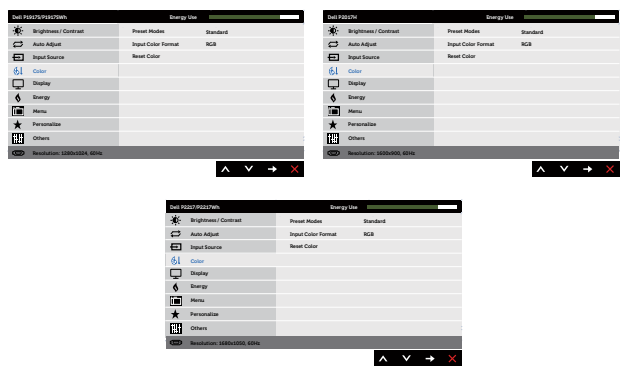 Dell P1917S/P1917SWh Energy Use
Brightness / Contrast Preset Modes Standard
Auto Adjust Input Color Format RGB
Input Source Reset Color
Color
Display
Energy
Menu
Personalize
Others
Resolution: 1280x1024, 60Hz
Dell P2017H Energy Use
Brightness / Contrast Preset Modes Standard
Auto Adjust Input Color Format RGB
Input Source Reset Color
Color
Display
Energy
Menu
Personalize
Others
Resolution: 1600x900, 60Hz
Dell P2217/P2217Wh Energy Use
Brightness / Contrast Preset Modes Standard
Auto Adjust Input Color Format RGB
Input Source Reset Color
Color
Display
Energy
Menu
Personalize
Others
Resolution: 1680x1050, 60Hz